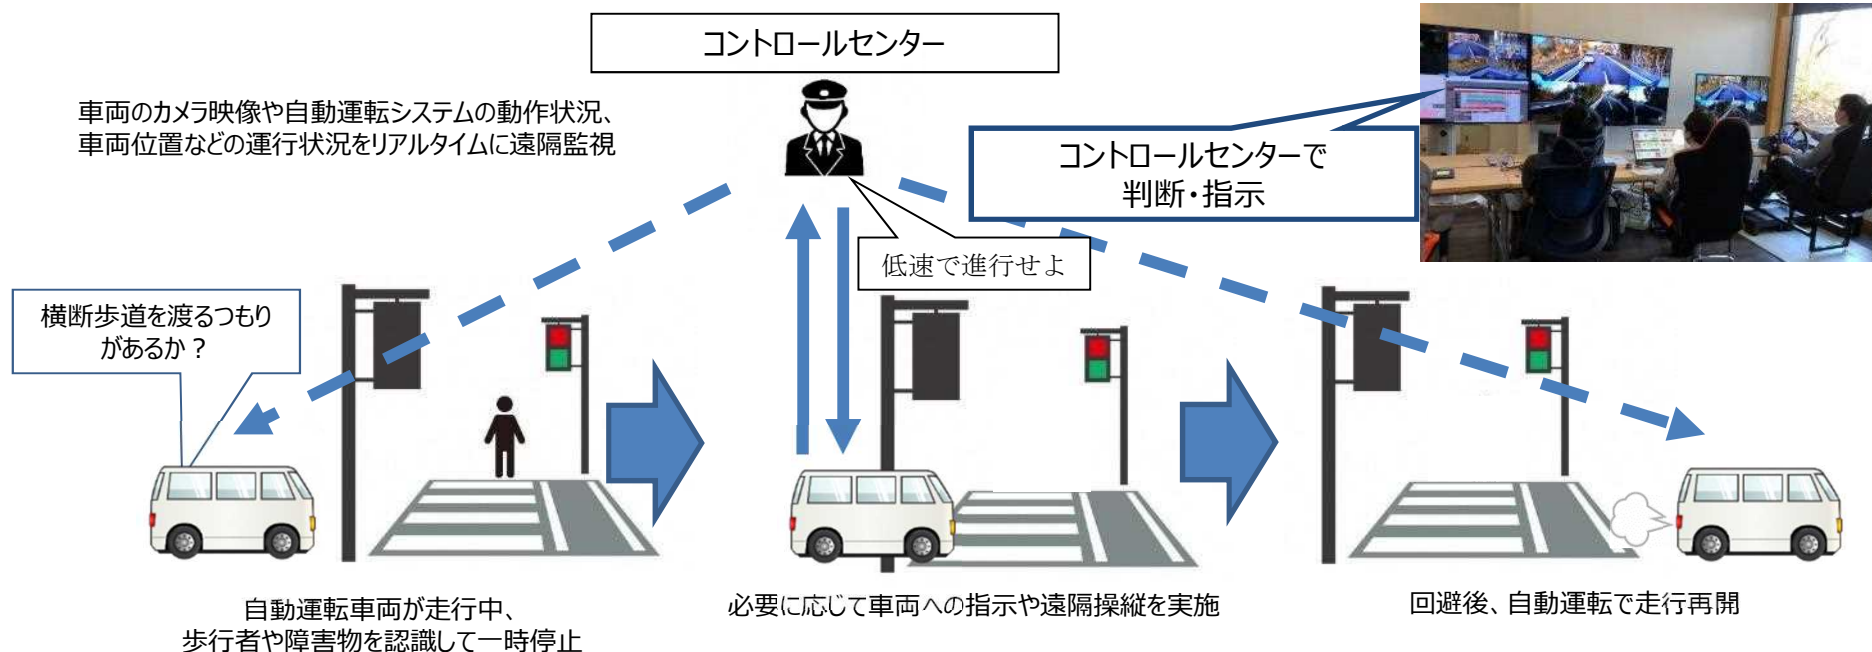 コントロールセンター
車両のカメラ映像や自動運転システムの動作状況、
車両位置などの運行状況をリアルタイムに遠隔監視
コントロールセンターで
判断・指示
低速で進行せよ
横断歩道を渡るつもり
があるか？
自動運転車両が走行中、
歩行者や障害物を認識して一時停止
必要に応じて車両への指示や遠隔操縦を実施
回避後、自動運転で走行再開